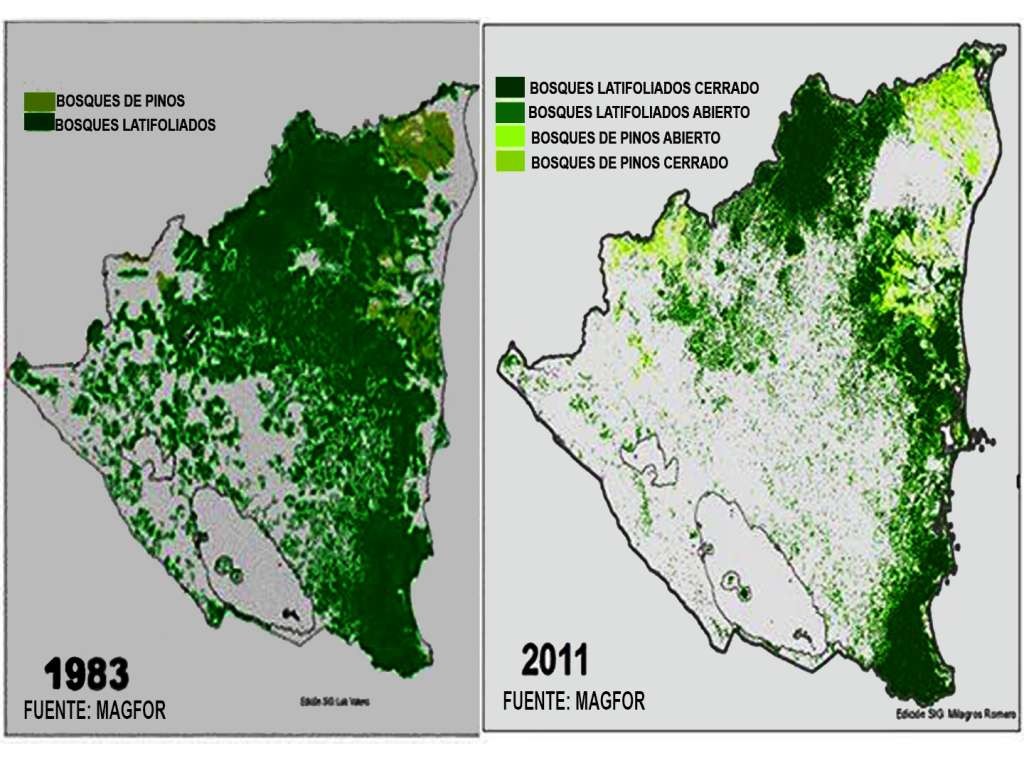 BOSQUES DE PINOS
BOSQUES LATIFOLIADOS
1983
FUENTE: MAGFOR
Edición SIG Luis Valerio
BOSQUES LATIFOLIADOS CERRADO
BOSQUES LATIFOLIADOS ABIERTO
BOSQUES DE PINOS ABIERTO
BOSQUES DE PINOS CERRADO
2011
FUENTE: MAGFOR
Edición SIG Milagros Romero